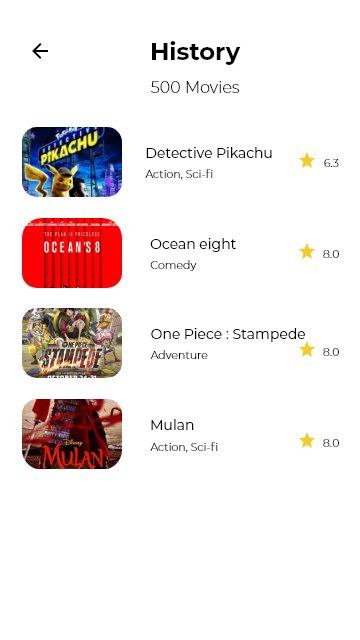 History
500 Movies
POKÉMON
DETECTIVE
PIKACHU
Detective Pikachu
Action, Sci-fi
6.3
THE PLAN IS PRICELESS
OCEAN'S 8
Ocean eight
Comedy
8.0
ONE PIECE
STAMPEDE
One Piece : Stampede
Adventure
8.0
Disney
MULAN
Mulan
Action, Sci-fi
8.0